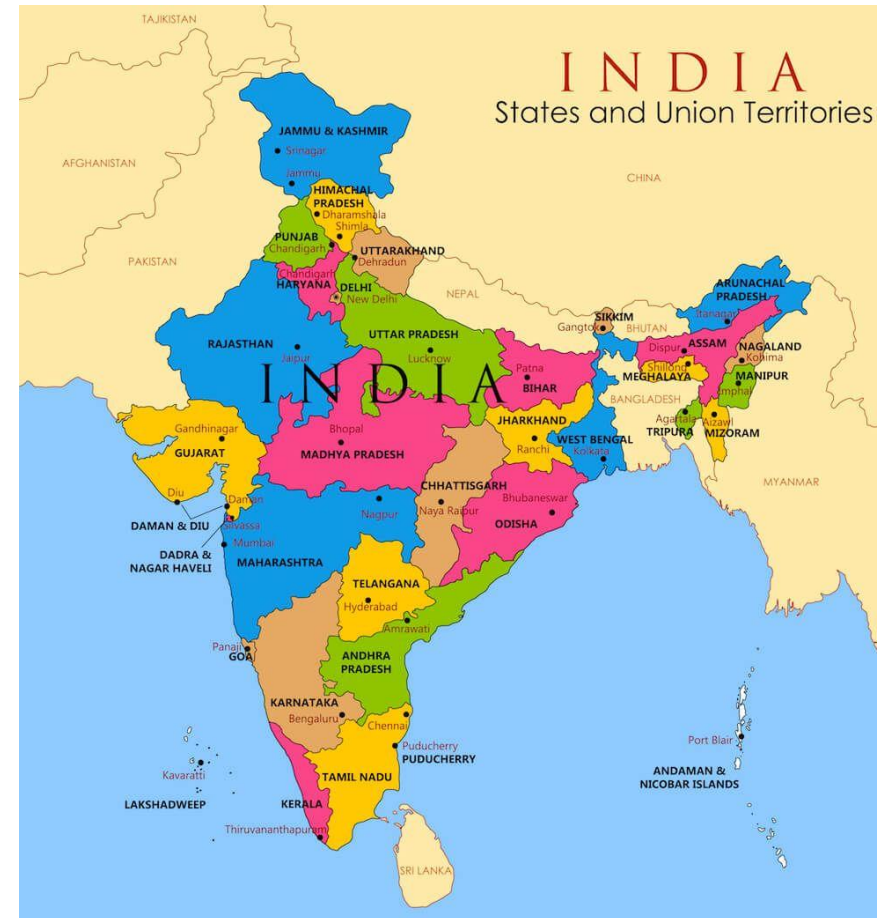 TAJIKISTAN
INDIA
States and Union Territories
JAMMU & KASHMIR
Srinagar
AFGHANISTAN
Jammu
CHINA
HIMACHAL
PRADESH
Dharamshala
Shimla
PUNJAB
Chandigarh
UTTARAKHAND
Dehradun
PAKISTAN
Chandigarh
HARYANA
DELHI
New Delhi
NEPAL
ARUNACHAL
PRADESH
Itanagar
SIKKIM
Gangtok
BHUTAN
RAJASTHAN
Jaipur
UTTAR PRADESH
Lucknow
ASSAM
Dispur
NAGALAND
Kohima
Shillong
MEGHALAYA
MANIPUR
Imphal
Patna
BIHAR
INDIA
BANGLADESH
Agartala
TRIPURA
Aizawl
MIZORAM
Gandhinagar
GUJARAT
Bhopal
MADHYA PRADESH
JHARKHAND
Ranchi
WEST BENGAL
Kolkata
MYANMAR
Diu
Daman
DAMAN & DIU
Silvassa
CHHATTISGARH
Naya Raipur
Bhubaneswar
ODISHA
Nagpur
Mumbai
DADRA &
NAGAR HAVELI
MAHARASHTRA
TELANGANA
Hyderabad
Amrawati
Panaji
GOA
ANDHRA
PRADESH
KARNATAKA
Bengaluru
Chennai
Puducherry
PUDUCHERRY
Port Blair
ANDAMAN &
NICOBAR ISLANDS
Kavaratti
LAKSHADWEEP
TAMIL NADU
KERALA
Thiruvananthapuram
SRI LANKA